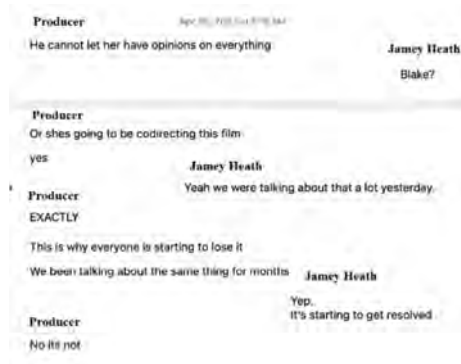 Producer
He cannot let her have opinions on everything
Jamey Heath
Blake?
Producer
Or shes going to be codirecting this film
yes
Jamey Heath
Yeah we were talking about that a lot yesterday.
Producer
EXACTLY
This is why everyone is starting to lose it
We been talking about the same thing for months
Jamey Heath
Yep.
It's starting to get resolved
Producer
No its not